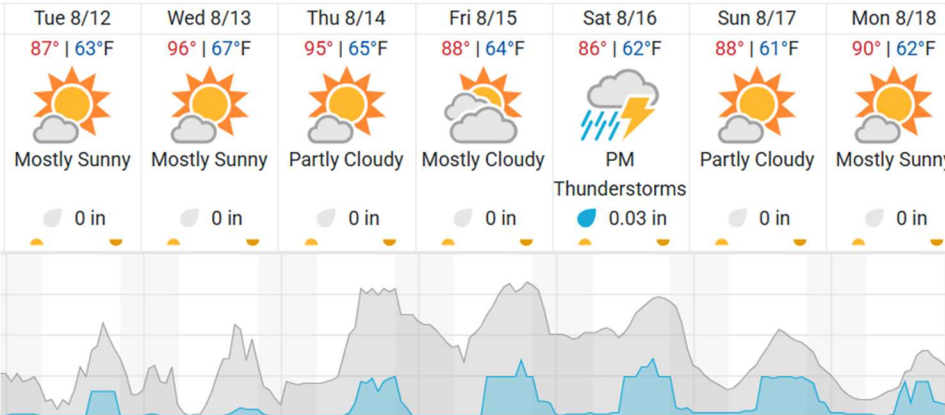 Tue 8/12 Wed 8/13 Thu 8/14 Fri 8/15 Sat 8/16 Sun 8/17 Mon 8/18
87° | 63°F 96° | 67°F 95° | 65°F 88° | 64°F 86° | 62°F 88° | 61°F 90° | 62°F
Mostly Sunny Mostly Sunny Partly Cloudy Mostly Cloudy PM Partly Cloudy Mostly Sunny
Thunderstorms
0 in 0 in 0 in 0 in 0.03 in 0 in 0 in